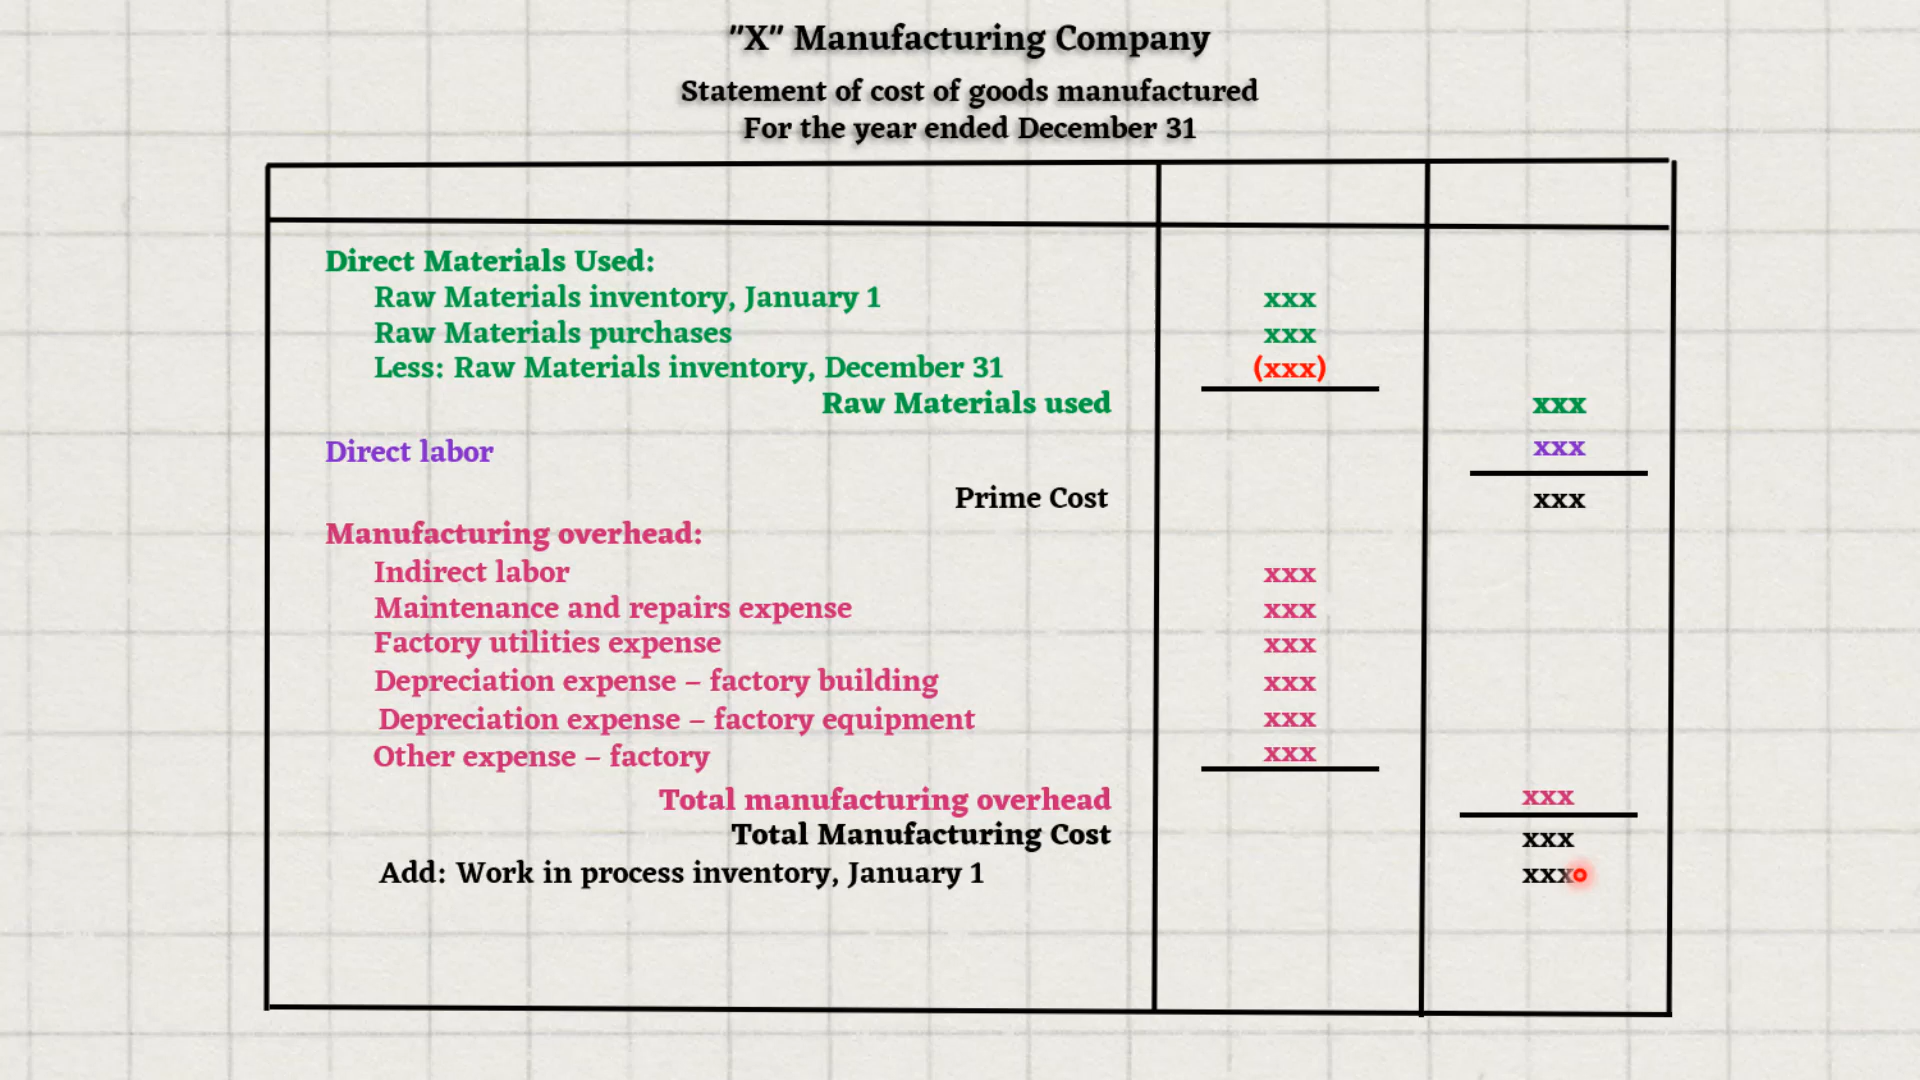 "X" Manufacturing Company
Statement of cost of goods manufactured
For the year ended December 31
Direct Materials Used:
Raw Materials inventory, January 1 xxx
Raw Materials purchases xxx
Less: Raw Materials inventory, December 31 (xxx)
Raw Materials used xxx
Direct labor xxx
Prime Cost xxx
Manufacturing overhead:
Indirect labor xxx
Maintenance and repairs expense xxx
Factory utilities expense xxx
Depreciation expense – factory building xxx
Depreciation expense – factory equipment xxx
Other expense – factory xxx
Total manufacturing overhead xxx
Total Manufacturing Cost xxx
Add: Work in process inventory, January 1 xxx